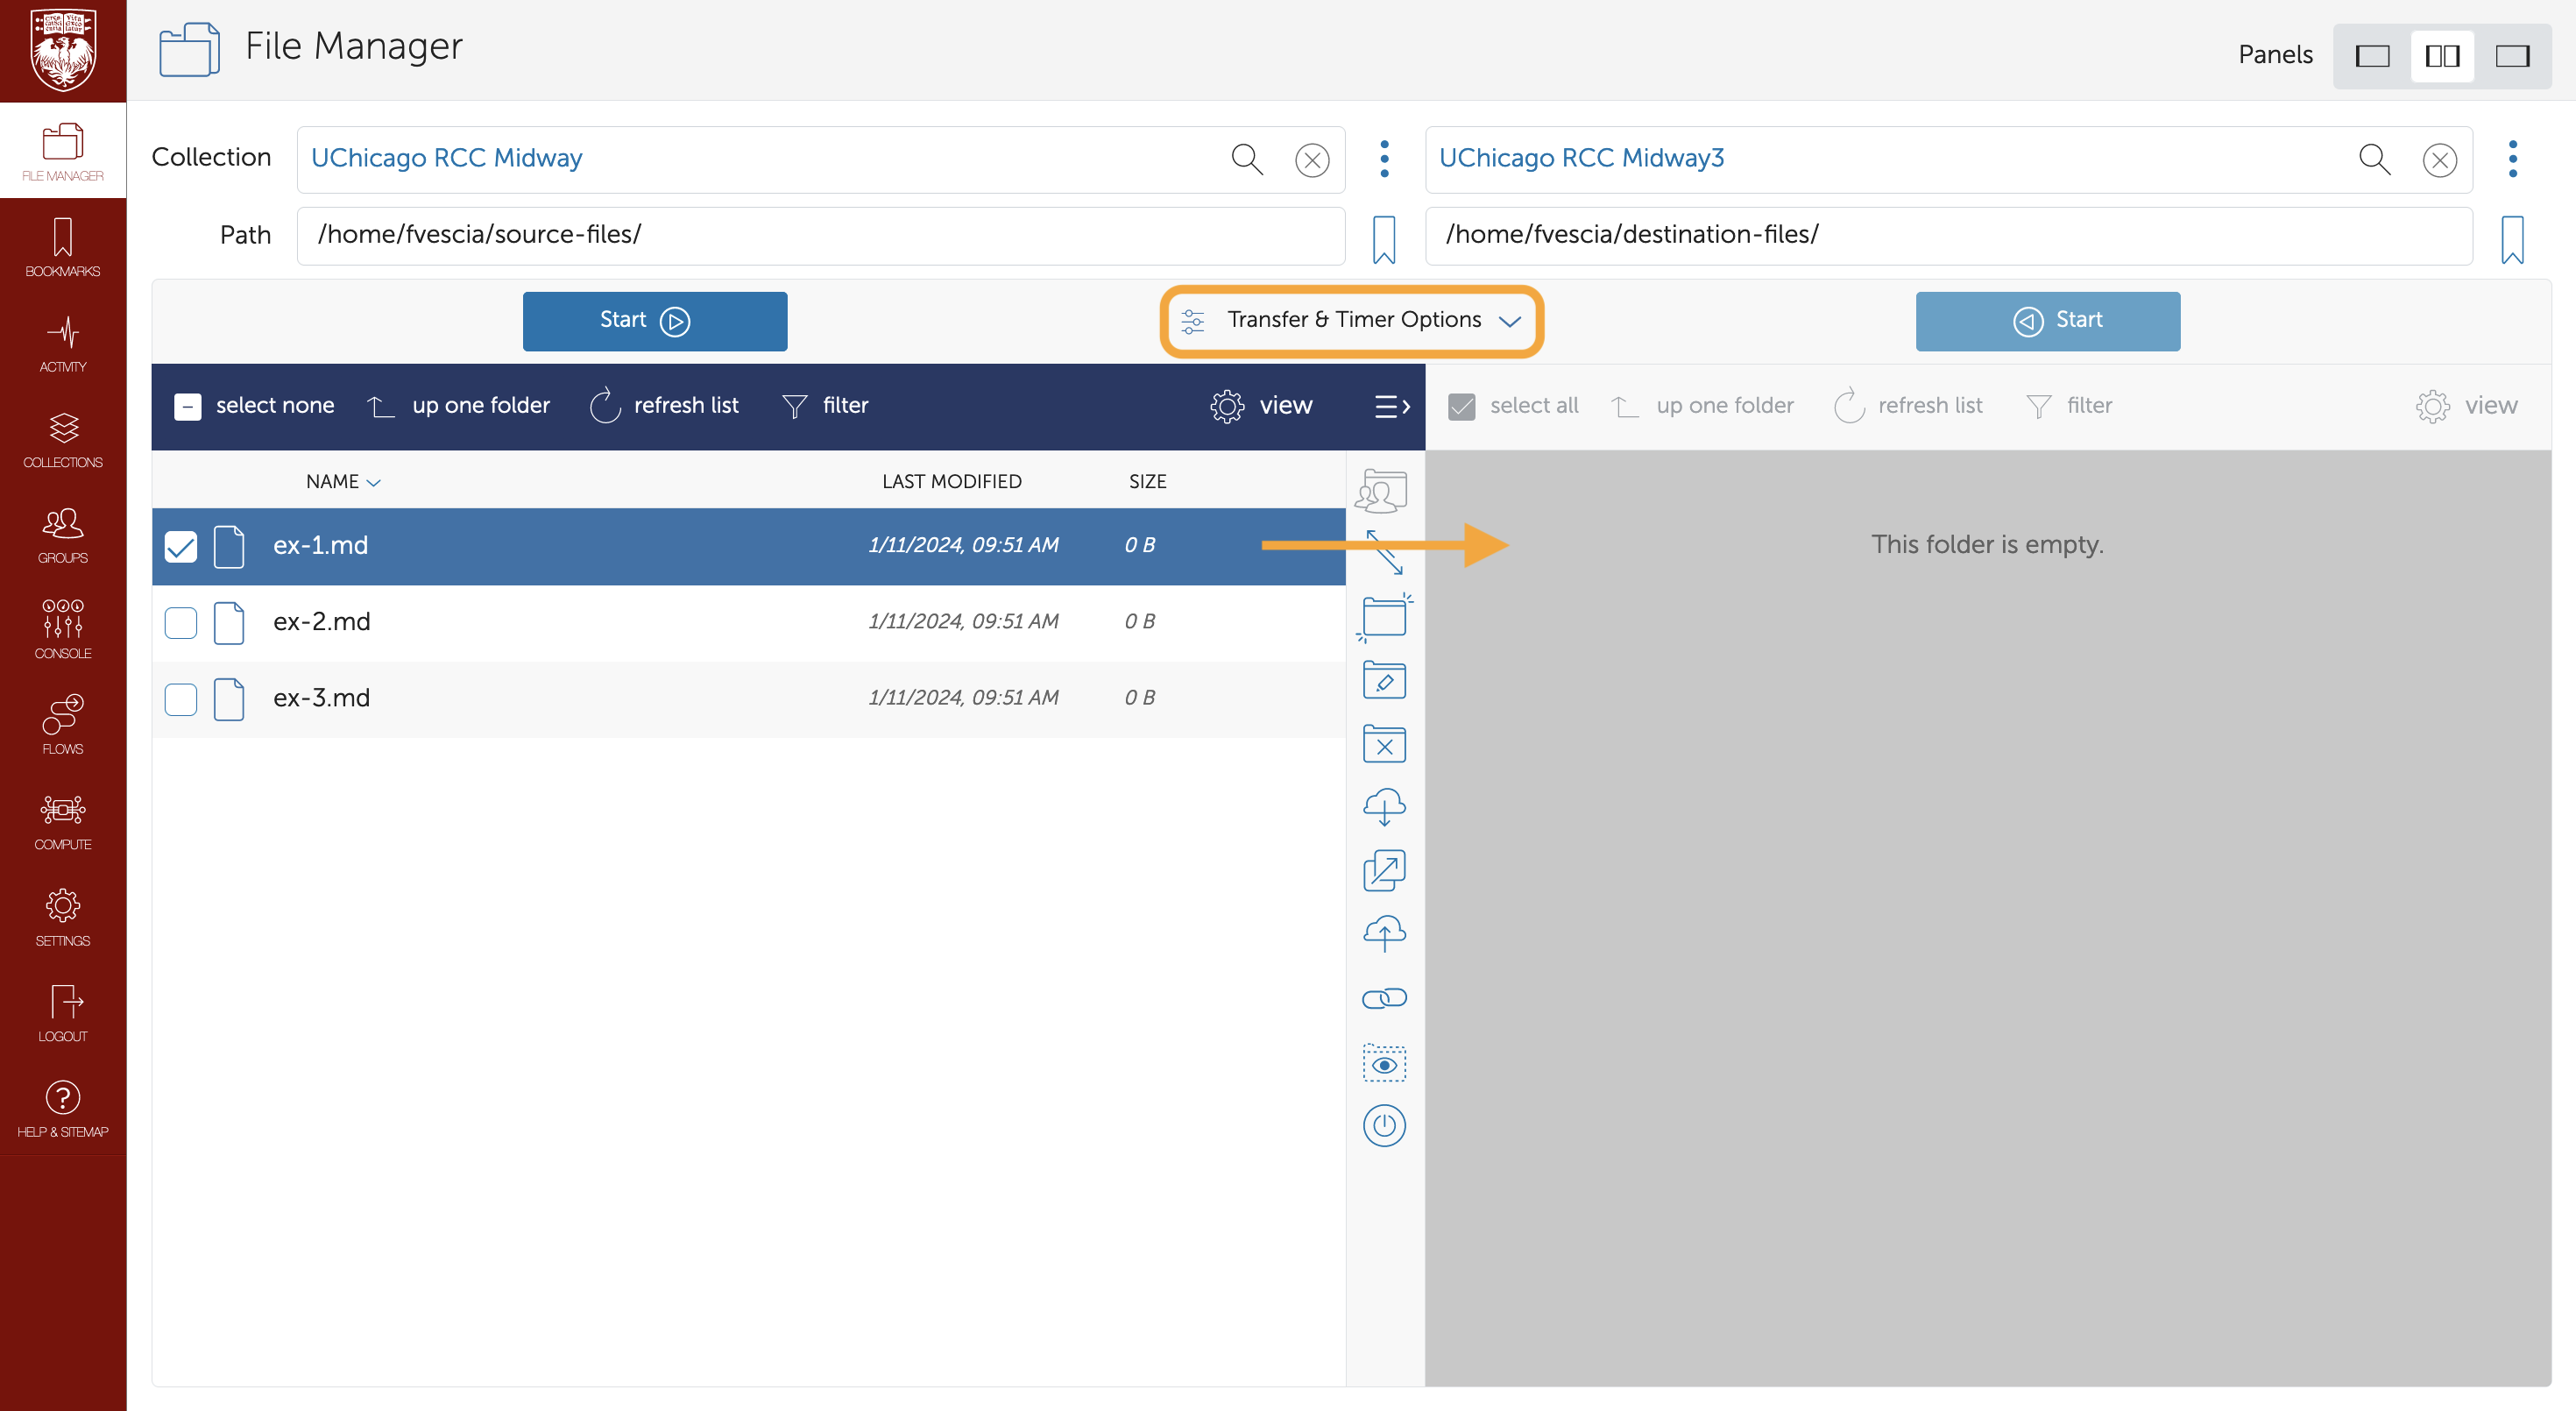 File Manager
Panels
FILE MANAGER
BOOKMARKS
ACTIVITY
COLLECTIONS
GROUPS
CONSOLE
FLOWS
COMPUTE
SETTINGS
LOGOUT
HELP & SITEMAP
Collection
UChicago RCC Midway
UChicago RCC Midway3
Path
/home/fvescia/source-files/
/home/fvescia/destination-files/
Start
Transfer & Timer Options
Start
select none
up one folder
refresh list
filter
view
select all
up one folder
refresh list
filter
view
NAME
LAST MODIFIED
SIZE
ex-1.md 1/11/2024, 09:51 AM 0 B
ex-2.md 1/11/2024, 09:51 AM 0 B
ex-3.md 1/11/2024, 09:51 AM 0 B
This folder is empty.